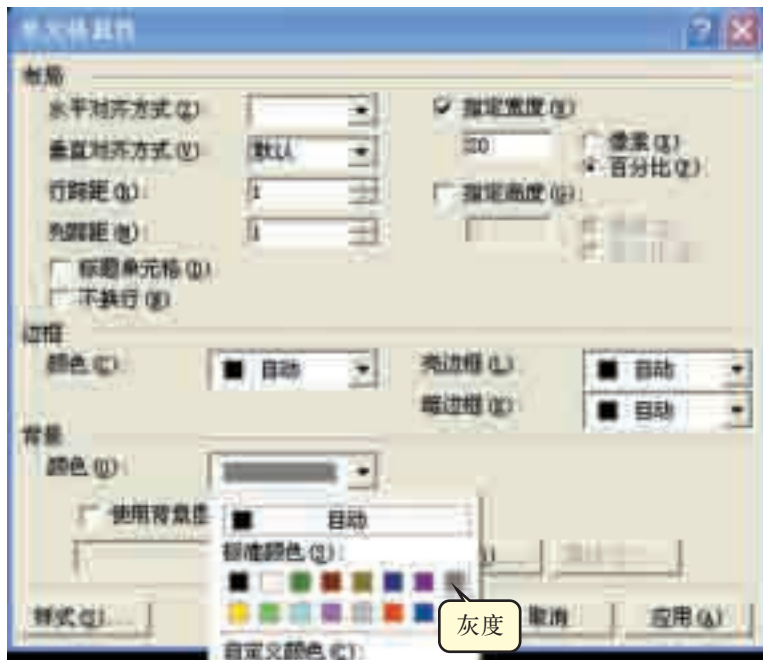 单元格属性
布局
水平对齐方式(Z)
指定宽度(W)
垂直对齐方式(V) 默认
20
像素(X)
百分比(P)
行跨距(S): 1
指定高度(G):
列跨距(N): 1
标题单元格(D)
不换行(R)
边框
颜色(C): 自动
亮边框(L) 自动
暗边框(K) 自动
背景
颜色(O):
使用背景图
自动
标准颜色(S):
灰度
样式(Y)...
取消
应用(A)
自定义颜色(C):